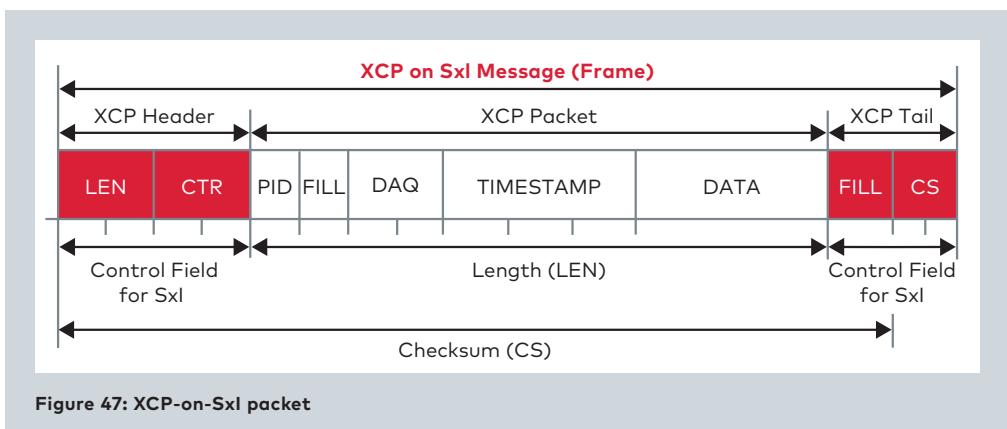 XCP on SxI Message (Frame)
XCP Header XCP Packet XCP Tail
LEN CTR PID FILL DAQ TIMESTAMP DATA FILL CS
Control Field for SxI
Length (LEN)
Control Field for SxI
Checksum (CS)
Figure 47: XCP-on-SxI packet